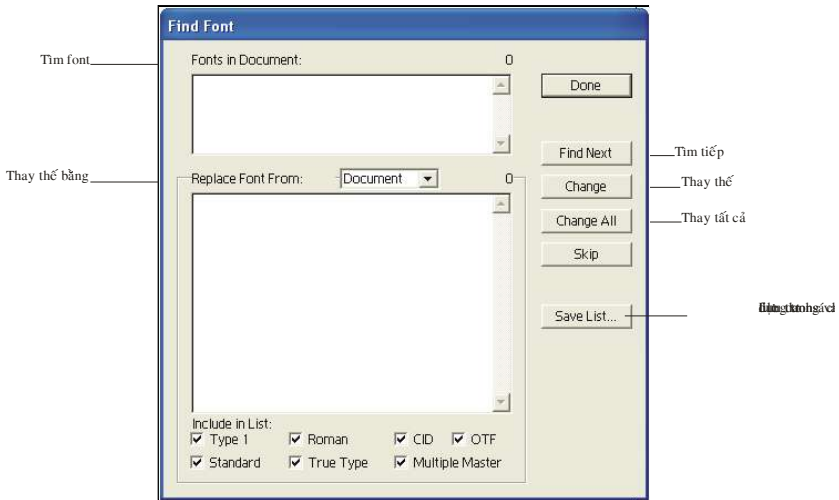 Find Font
Tìm font
Fonts in Document: 0
Done
Find Next
Tìm tiếp
Thay thế bằng
Replace Font From: Document 0
Change
Thay thế
Change All
Thay tất cả
Skip
Save List...
Include in List:
Type 1 Roman CID OTF
Standard True Type Multiple Master